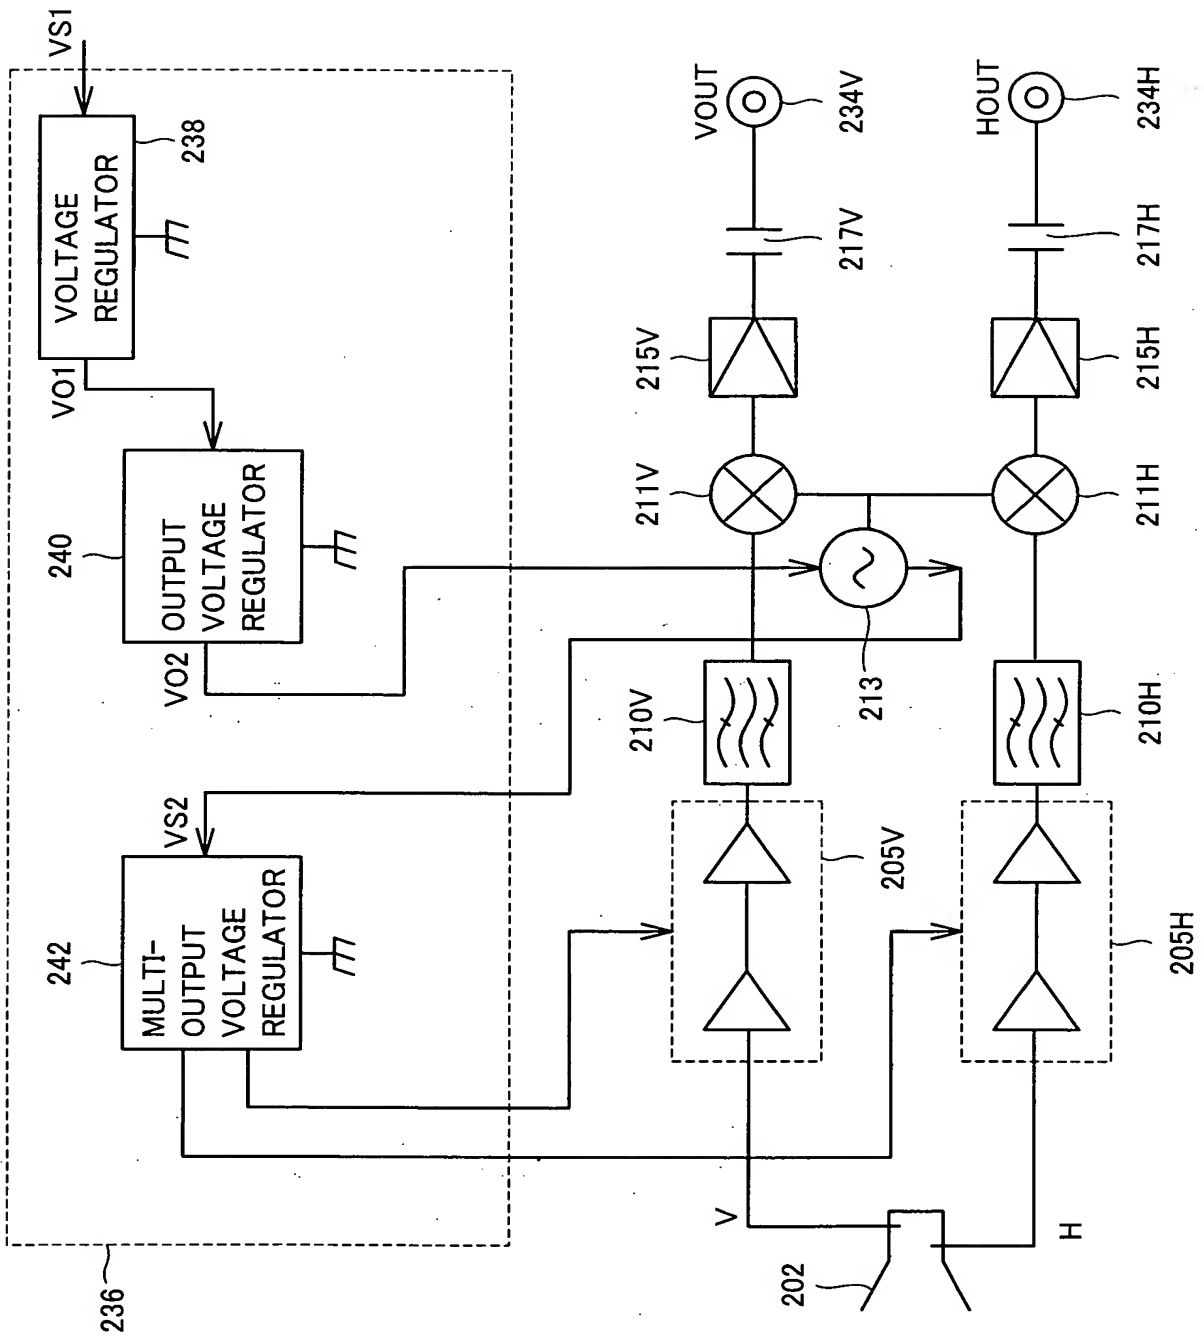 236
242
MULTI-
OUTPUT
VOLTAGE
REGULATOR
VS2
VO2
240
OUTPUT
VOLTAGE
REGULATOR
VO1
VOLTAGE
REGULATOR
238
VS1
202
V
H
205V
210V
213
211V
215V
217V
VOUT
234V
205H
210H
211H
215H
217H
HOUT
234H